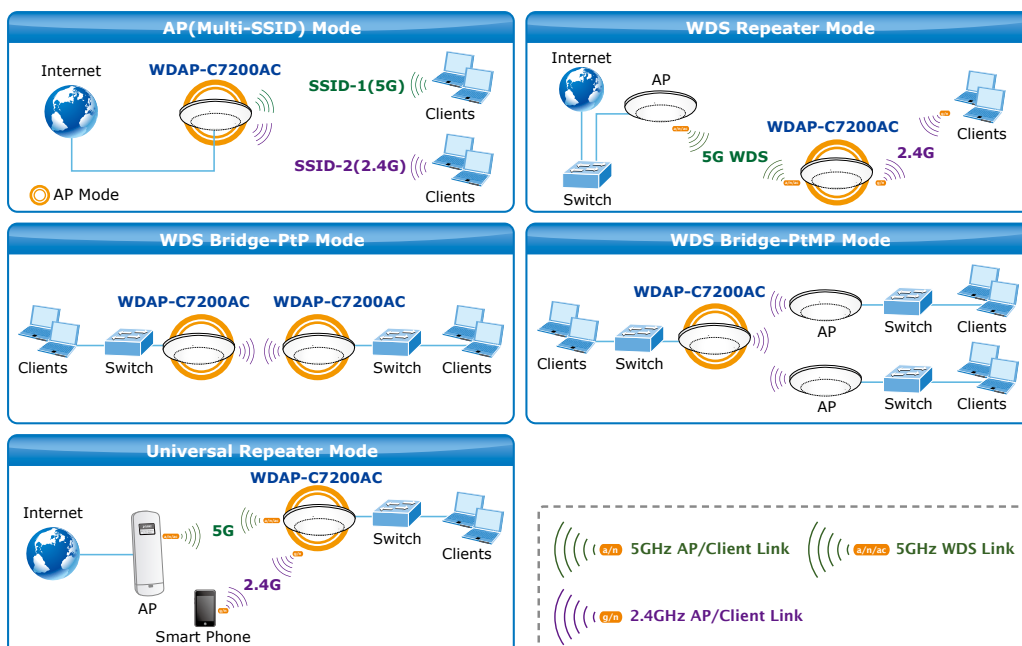 AP(Multi-SSID) Mode
Internet
WDAP-C7200AC
SSID-1(5G)
Clients
SSID-2(2.4G)
Clients
AP Mode
WDS Repeater Mode
Internet
AP
a/n/ac
5G WDS
WDAP-C7200AC
a/n/ac
g/n
2.4G
g/n
Clients
Switch
WDS Bridge-PtP Mode
WDAP-C7200AC
WDAP-C7200AC
Clients
Switch
Switch
Clients
WDS Bridge-PtMP Mode
WDAP-C7200AC
Clients
Switch
AP
Switch
Clients
AP
Switch
Clients
Universal Repeater Mode
WDAP-C7200AC
Internet
a/n/ac
5G
a/n/ac
Switch
Clients
g/n
2.4G
g/n
AP
Smart Phone
a/n
5GHz AP/Client Link
a/n/ac
5GHz WDS Link
g/n
2.4GHz AP/Client Link